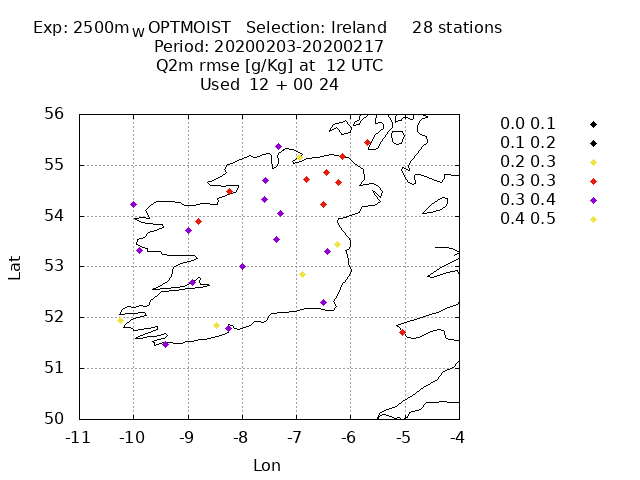 Exp: 2500m_W OPTMOIST Selection: Ireland 28 stations
Period: 20200203-20200217
Q2m rmse [g/Kg] at 12 UTC
Used 12 + 00 24
56
55
54
53
52
51
50
-11 -10 -9 -8 -7 -6 -5 -4
Lat
Lon
0.0 0.1
0.1 0.2
0.2 0.3
0.3 0.3
0.3 0.4
0.4 0.5